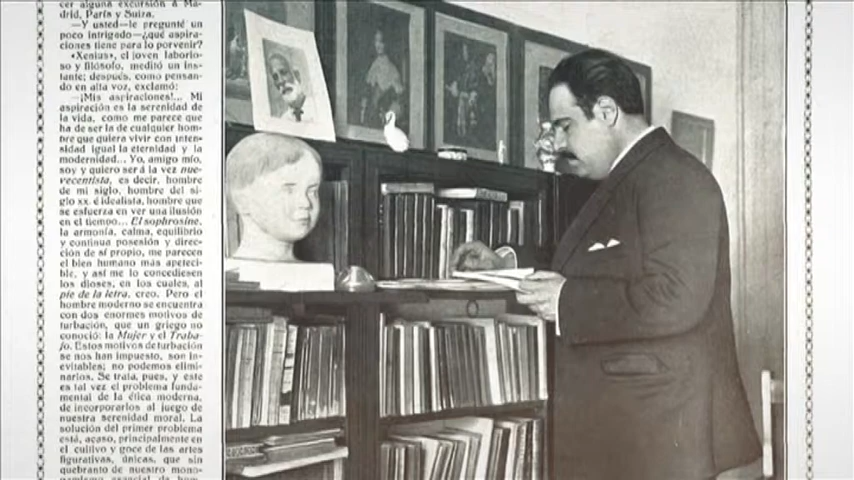 cer alguna excursión á Ma-
drid, París y Suiza.
—Y usted—le pregunté un
poco intrigado—¿qué aspira-
ciones tiene para lo porvenir?
«Xenius», el joven laborio-
so y filósofo, meditó un ins-
tante; después, como pensan-
do en alta voz, exclamó:
—¡Mis aspiraciones!... Mi
aspiración es la serenidad de
la vida, como me parece que
ha de ser la de cualquier hom-
bre que quiera vivir con inten-
sidad igual la eternidad y la
modernidad... Yo, amigo mío,
soy y quiero ser á la vez nue-
vecentista, es decir, hombre
de mi siglo, hombre del si-
glo xx, é idealista, hombre que
se esfuerza en ver una ilusión
en el tiempo... El sophrosine,
la armonía, calma, equilibrio
y continua posesión y direc-
ción de sí propio, me parecen
el bien humano más apeteci-
ble, y así me lo concediesen
los dioses, en los cuales, al
pie de la letra, creo. Pero el
hombre moderno se encuentra
con dos enormes motivos de
turbación, que un griego no
conoció: la Mujer y el Traba-
jo. Estos motivos de turbación
se nos han impuesto, son in-
evitables; no podemos elimi-
narlos. Se trata, pues, y este
es tal vez el problema funda-
mental de la ética moderna,
de incorporarlos al juego de
nuestra serenidad moral. La
solución del primer problema
está, acaso, principalmente en
el cultivo y goce de las artes
figurativas, únicas, que sin
quebranto de nuestro mono-